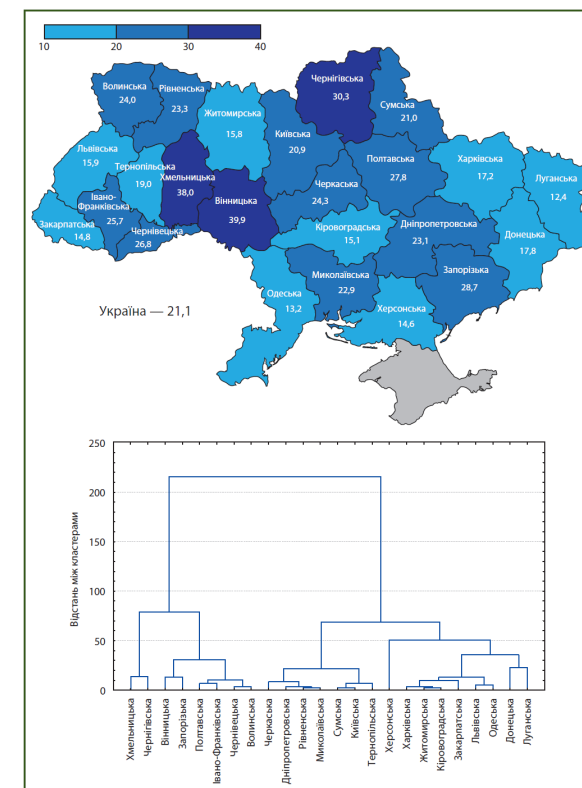 10 20 30 40
Волинська
24,0
Рівненська
23,3
Житомирська
15,8
Київська
20,9
Чернігівська
30,3
Сумська
21,0
Львівська
15,9
Тернопільська
19,0
Хмельницька
38,0
Вінницька
39,9
Черкаська
24,3
Полтавська
27,8
Харківська
17,2
Луганська
12,4
Івано-
Франківська
25,7
Закарпатська
14,8
Чернівецька
26,8
Кіровоградська
15,1
Дніпропетровська
23,1
Донецька
17,8
Одеська
13,2
Миколаївська
22,9
Херсонська
14,6
Запорізька
28,7
Україна — 21,1
Відстань між кластерами
250
200
150
100
50
0
Хмельницька
Чернігівська
Вінницька
Запорізька
Полтавська
Івано-Франківська
Чернівецька
Волинська
Черкаська
Дніпропетровська
Рівненська
Миколаївська
Сумська
Київська
Тернопільська
Херсонська
Харківська
Житомирська
Кіровоградська
Закарпатська
Львівська
Одеська
Донецька
Луганська